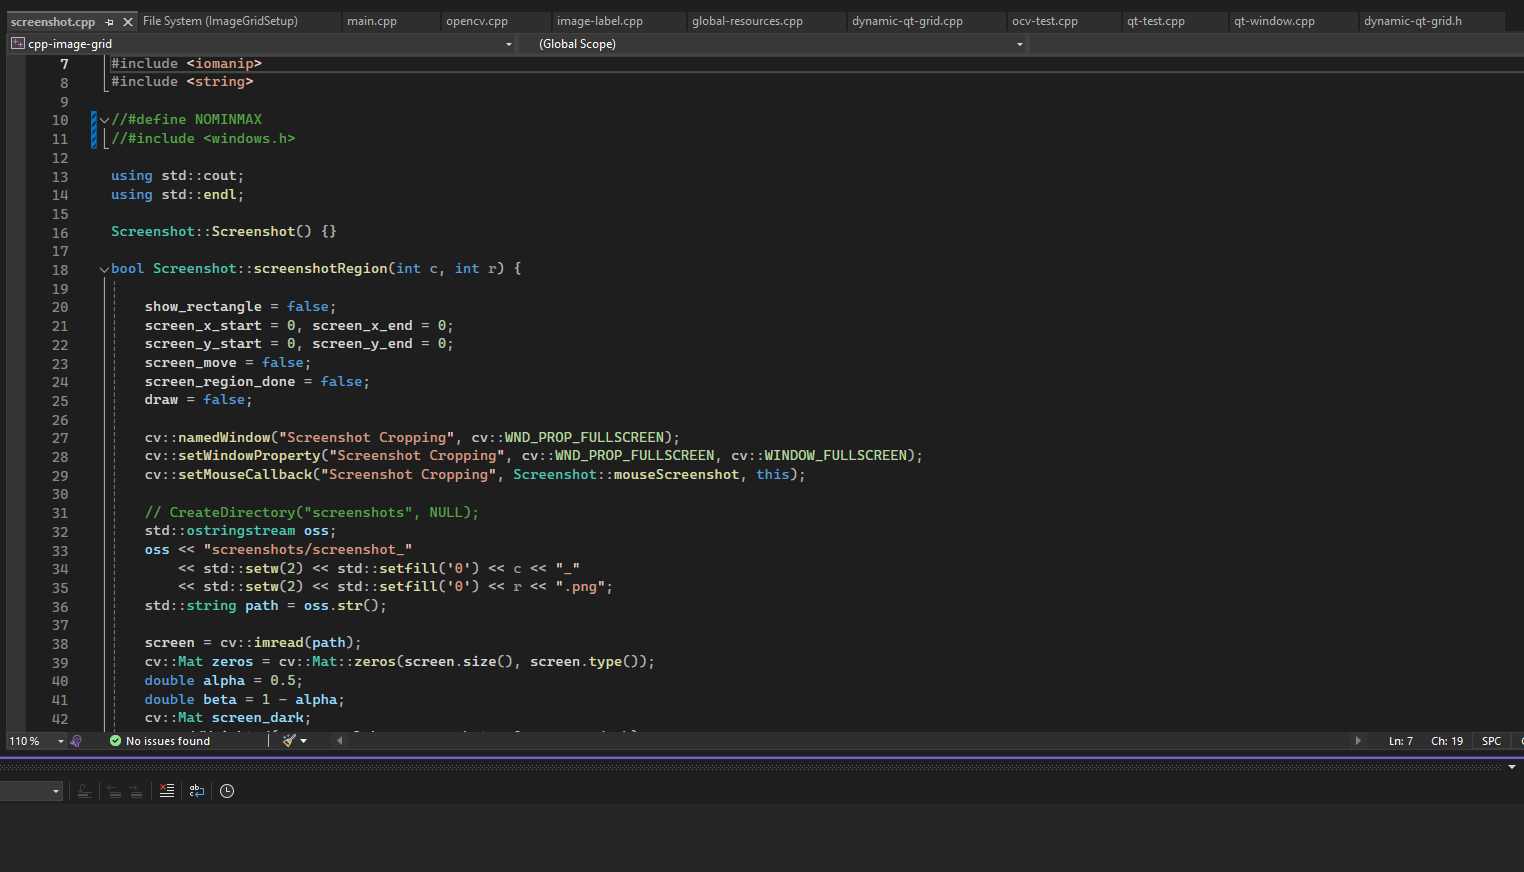 screenshot.cpp File System (ImageGridSetup) main.cpp opencv.cpp image-label.cpp global-resources.cpp dynamic-qt-grid.cpp ocv-test.cpp qt-test.cpp qt-window.cpp dynamic-qt-grid.h
cpp-image-grid (Global Scope)
7 #include <iomanip>
8 #include <string>
9
10 //#define NOMINMAX
11 //#include <windows.h>
12
13 using std::cout;
14 using std::endl;
15
16 Screenshot::Screenshot() {}
17
18 bool Screenshot::screenshotRegion(int c, int r) {
19
20 show_rectangle = false;
21 screen_x_start = 0, screen_x_end = 0;
22 screen_y_start = 0, screen_y_end = 0;
23 screen_move = false;
24 screen_region_done = false;
25 draw = false;
26
27 cv::namedWindow("Screenshot Cropping", cv::WND_PROP_FULLSCREEN);
28 cv::setWindowProperty("Screenshot Cropping", cv::WND_PROP_FULLSCREEN, cv::WINDOW_FULLSCREEN);
29 cv::setMouseCallback("Screenshot Cropping", Screenshot::mouseScreenshot, this);
30
31 // CreateDirectory("screenshots", NULL);
32 std::ostringstream oss;
33 oss << "screenshots/screenshot_"
34 << std::setw(2) << std::setfill('0') << c << "_"
35 << std::setw(2) << std::setfill('0') << r << ".png";
36 std::string path = oss.str();
37
38 screen = cv::imread(path);
39 cv::Mat zeros = cv::Mat::zeros(screen.size(), screen.type());
40 double alpha = 0.5;
41 double beta = 1 - alpha;
42 cv::Mat screen_dark;
110 % No issues found Ln: 7 Ch: 19 SPC